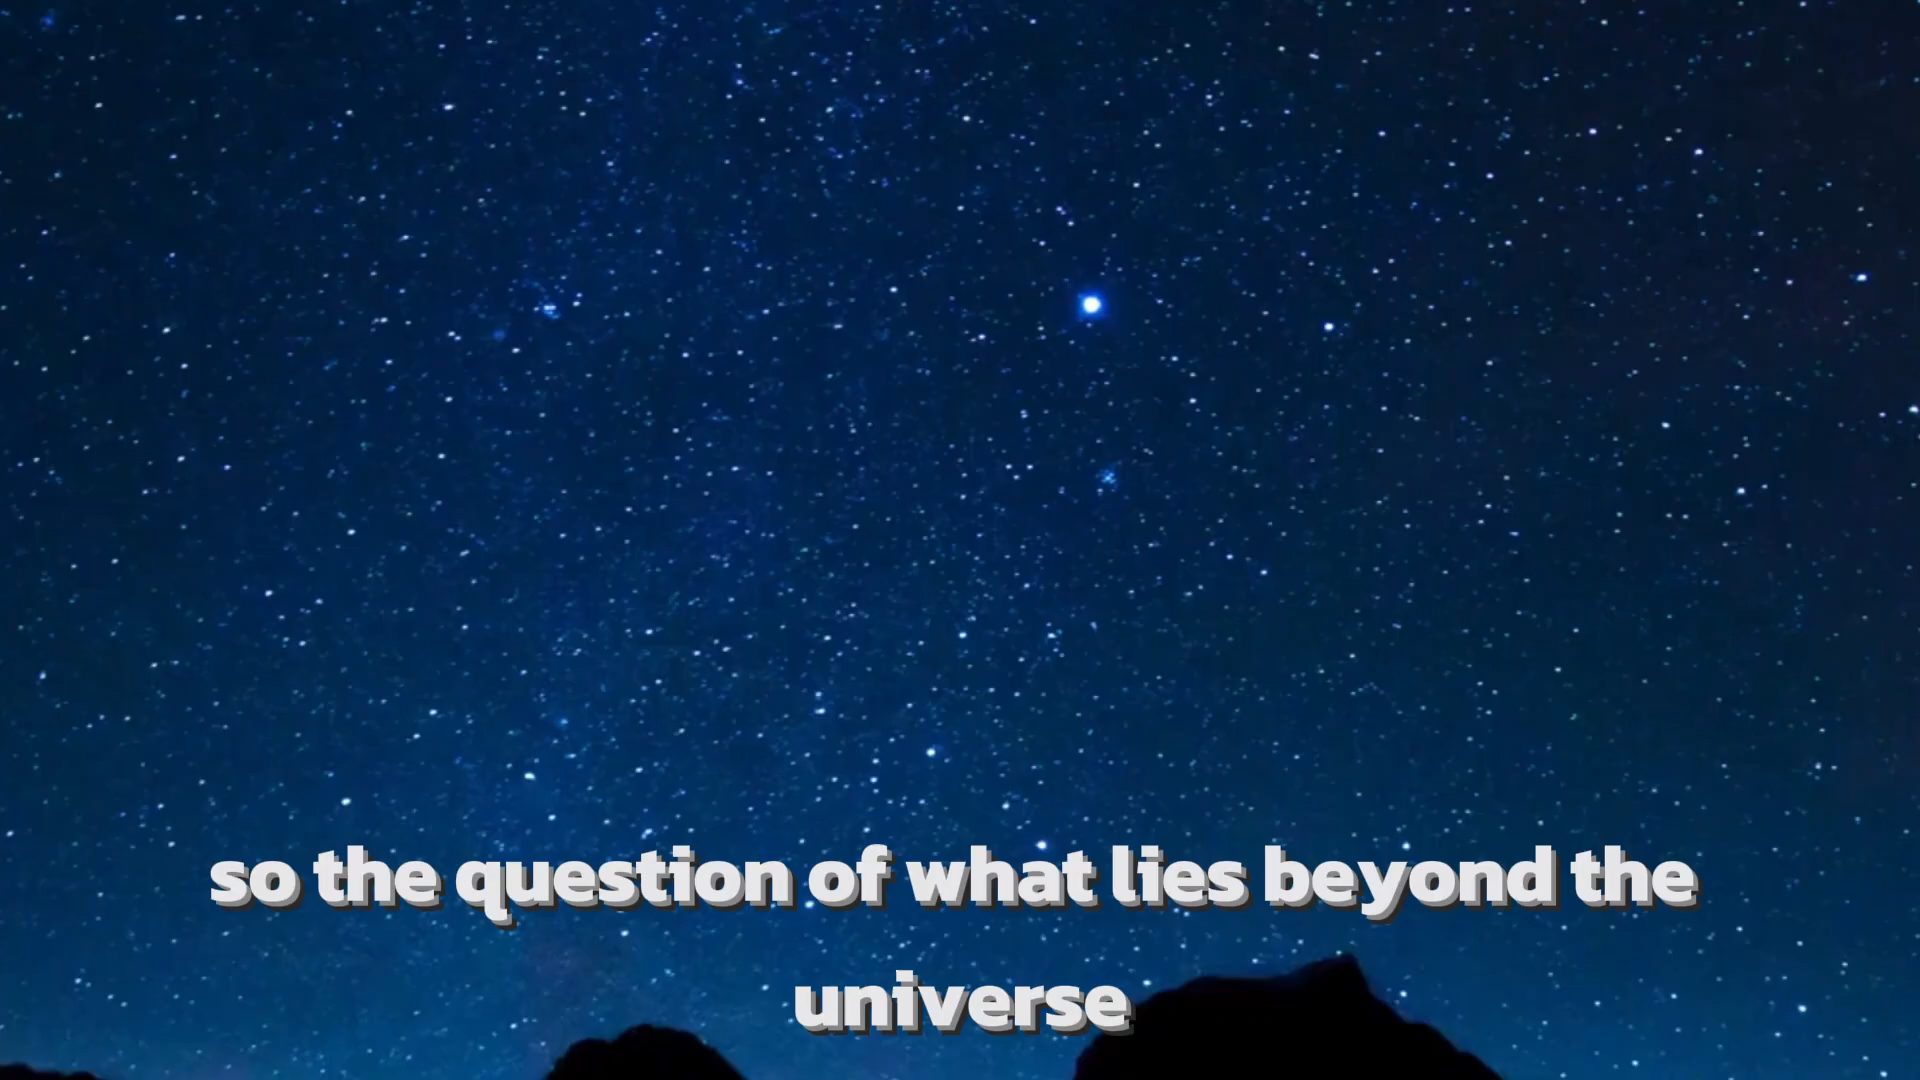 so the question of what lies beyond the
universe